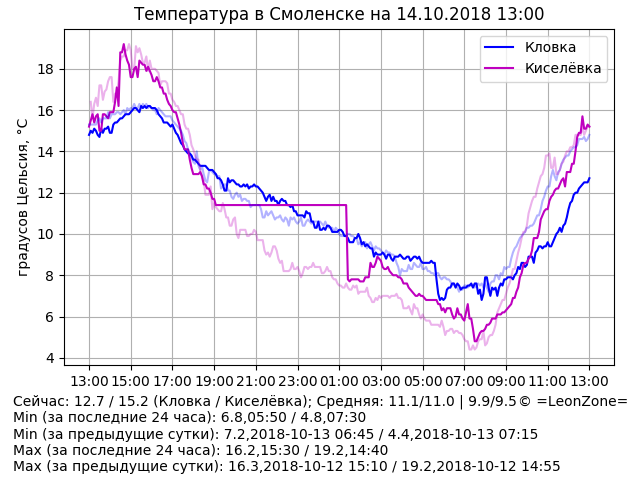 Температура в Смоленске на 14.10.2018 13:00
Кловка
Киселёвка
градусов Цельсия, °C
18
16
14
12
10
8
6
4
13:00 15:00 17:00 19:00 21:00 23:00 01:00 03:00 05:00 07:00 09:00 11:00 13:00
Сейчас: 12.7 / 15.2 (Кловка / Киселёвка); Средняя: 11.1/11.0 | 9.9/9.5© =LeonZone=
Min (за последние 24 часа): 6.8,05:50 / 4.8,07:30
Min (за предыдущие сутки): 7.2,2018-10-13 06:45 / 4.4,2018-10-13 07:15
Max (за последние 24 часа): 16.2,15:30 / 19.2,14:40
Max (за предыдущие сутки): 16.3,2018-10-12 15:10 / 19.2,2018-10-12 14:55